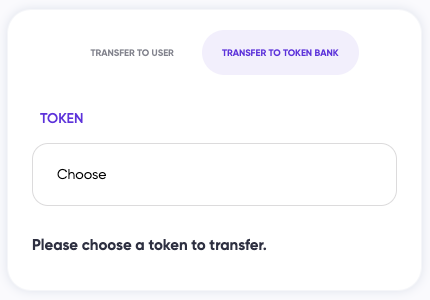 TRANSFER TO USER TRANSFER TO TOKEN BANK
TOKEN
Choose
Please choose a token to transfer.